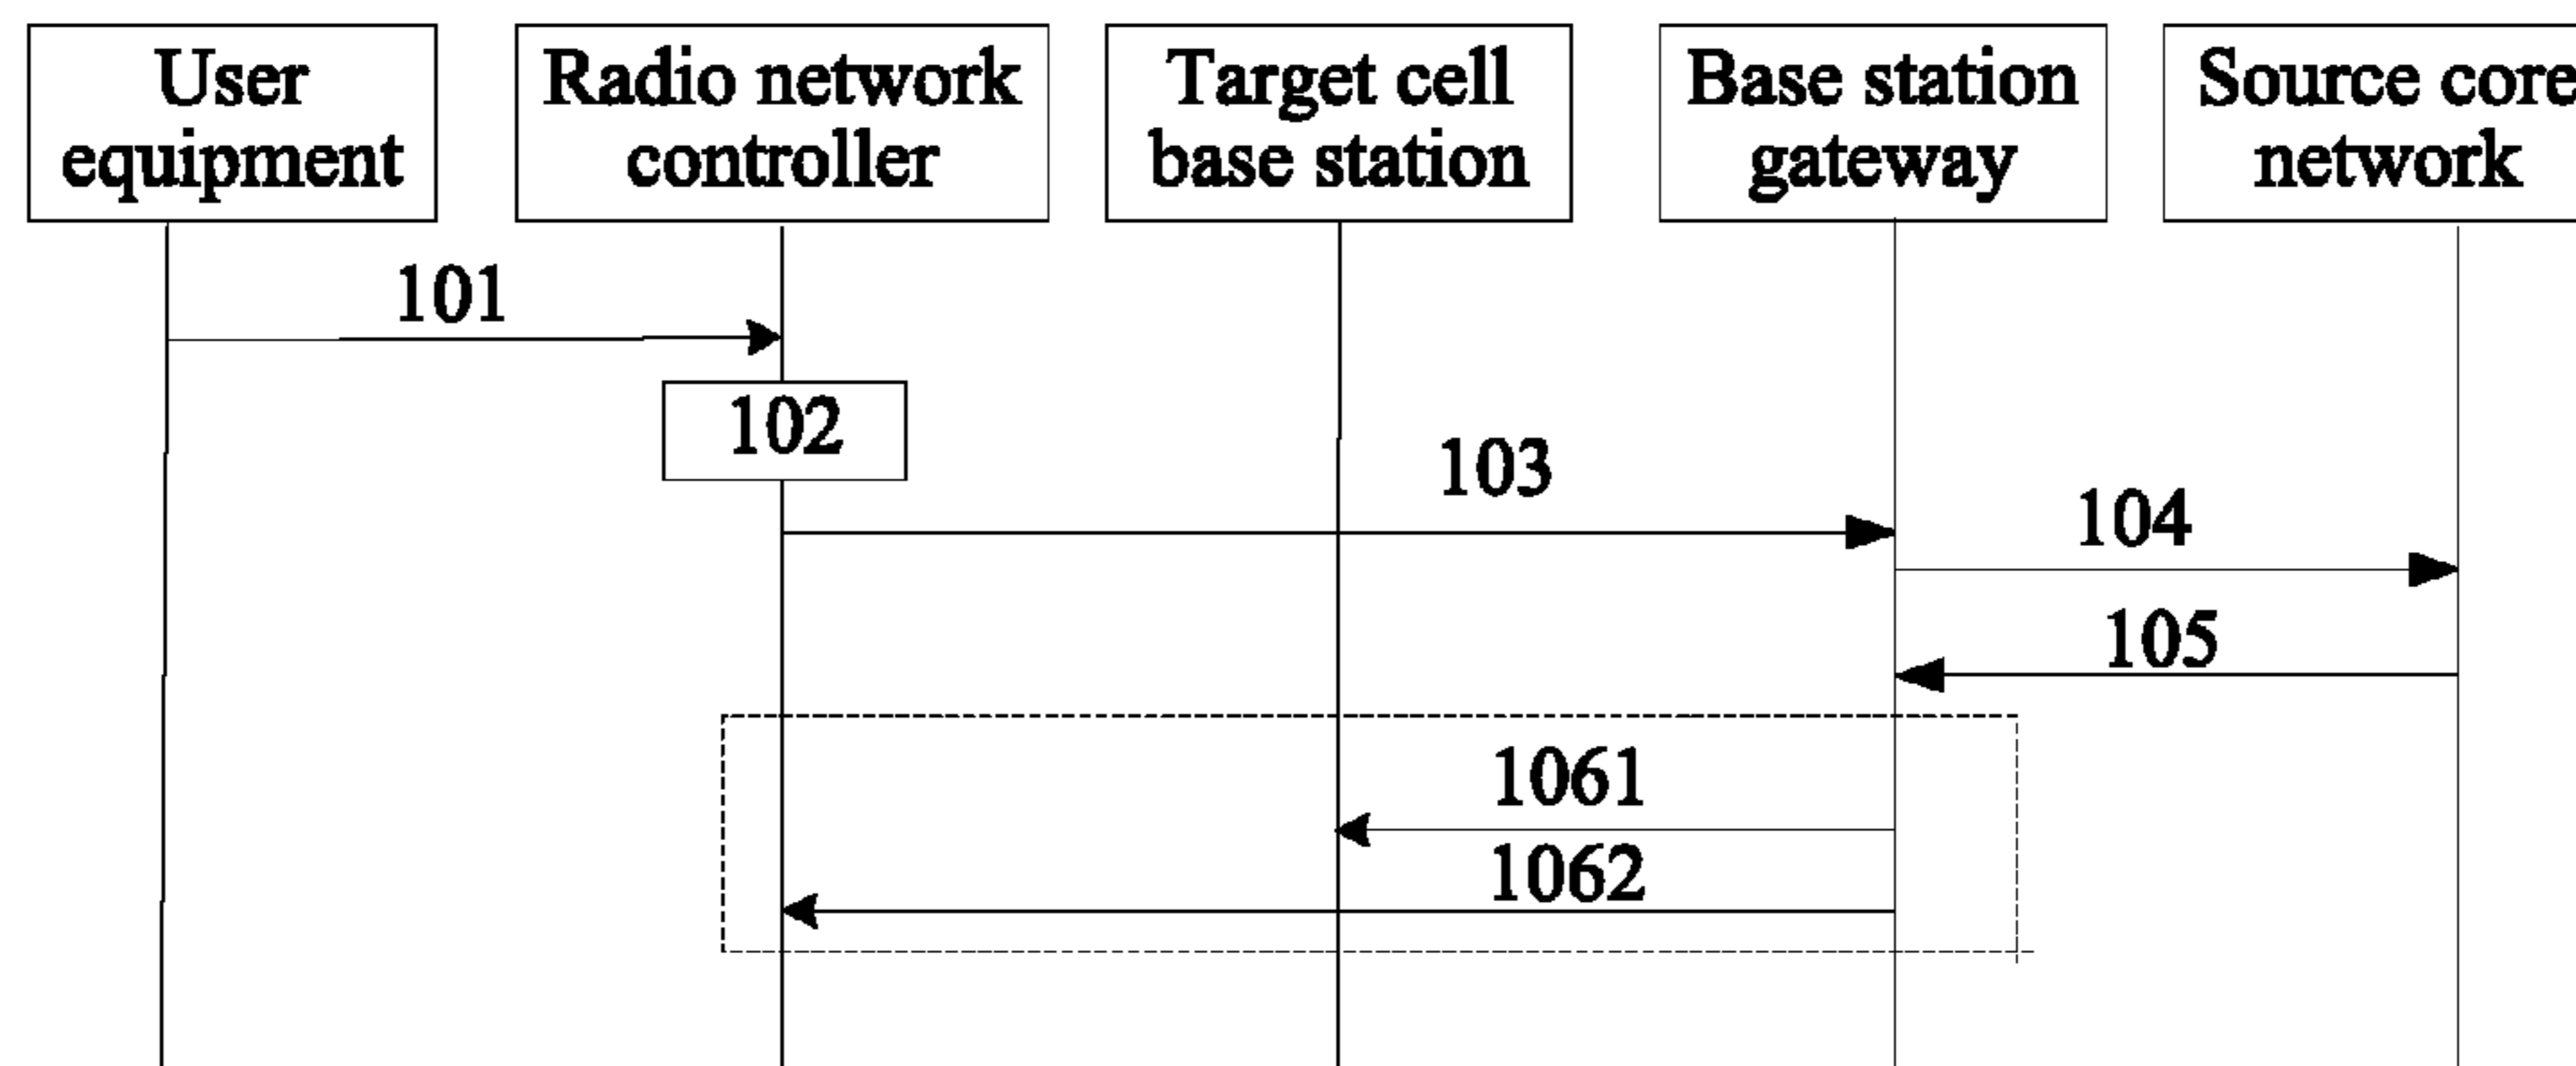 User
equipment
Radio network
controller
Target cell
base station
Base station
gateway
Source core
network
101
102
103
104
105
1061
1062